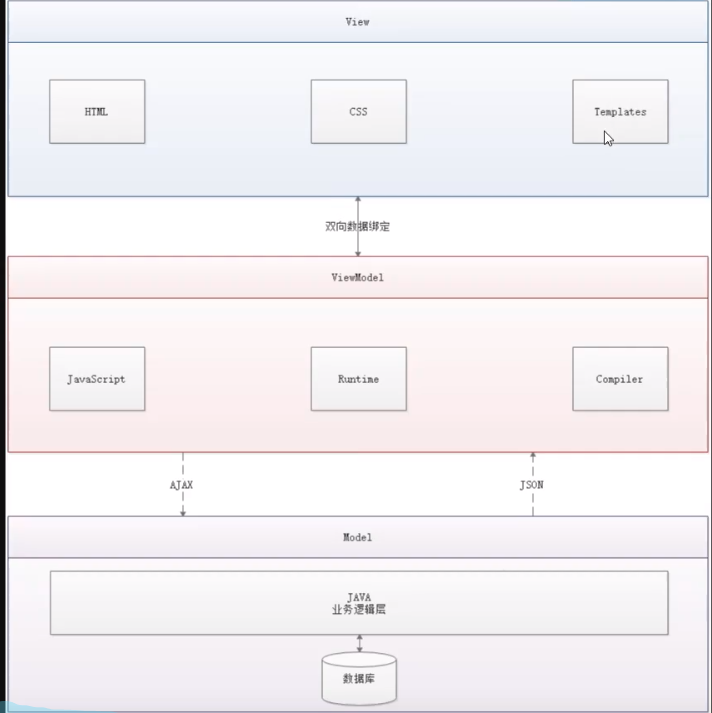 View
HTML
CSS
Templates
双向数据绑定
ViewModel
JavaScript
Runtime
Compiler
AJAX
JSON
Model
JAVA
业务逻辑层
数据库